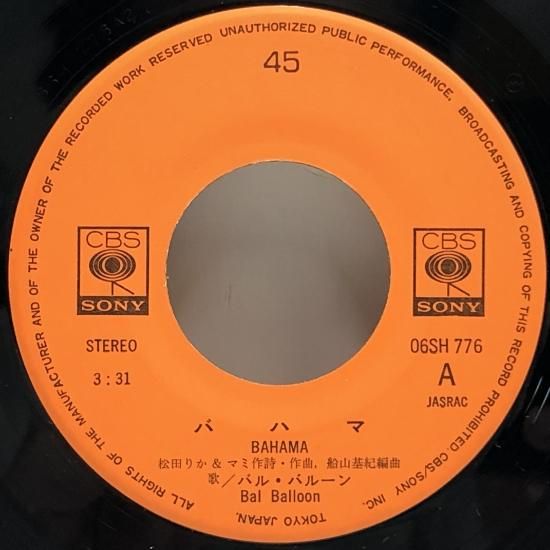 ALL RIGHTS OF THE MANUFACTURER AND OF THE OWNER OF THE RECORDED WORK RESERVED UNAUTHORIZED PUBLIC PERFORMANCE, BROADCASTING AND COPYING OF THIS RECORD PROHIBITED. CBS/SONY INC. TOKYO JAPAN.
45
CBS
SONY
CBS
SONY
STEREO
06SH 776
3:31
A
JASRAC
バハマ
BAHAMA
松田りか & マミ作詩・作曲, 船山基紀編曲
歌/バル・バルーン
Bal Balloon